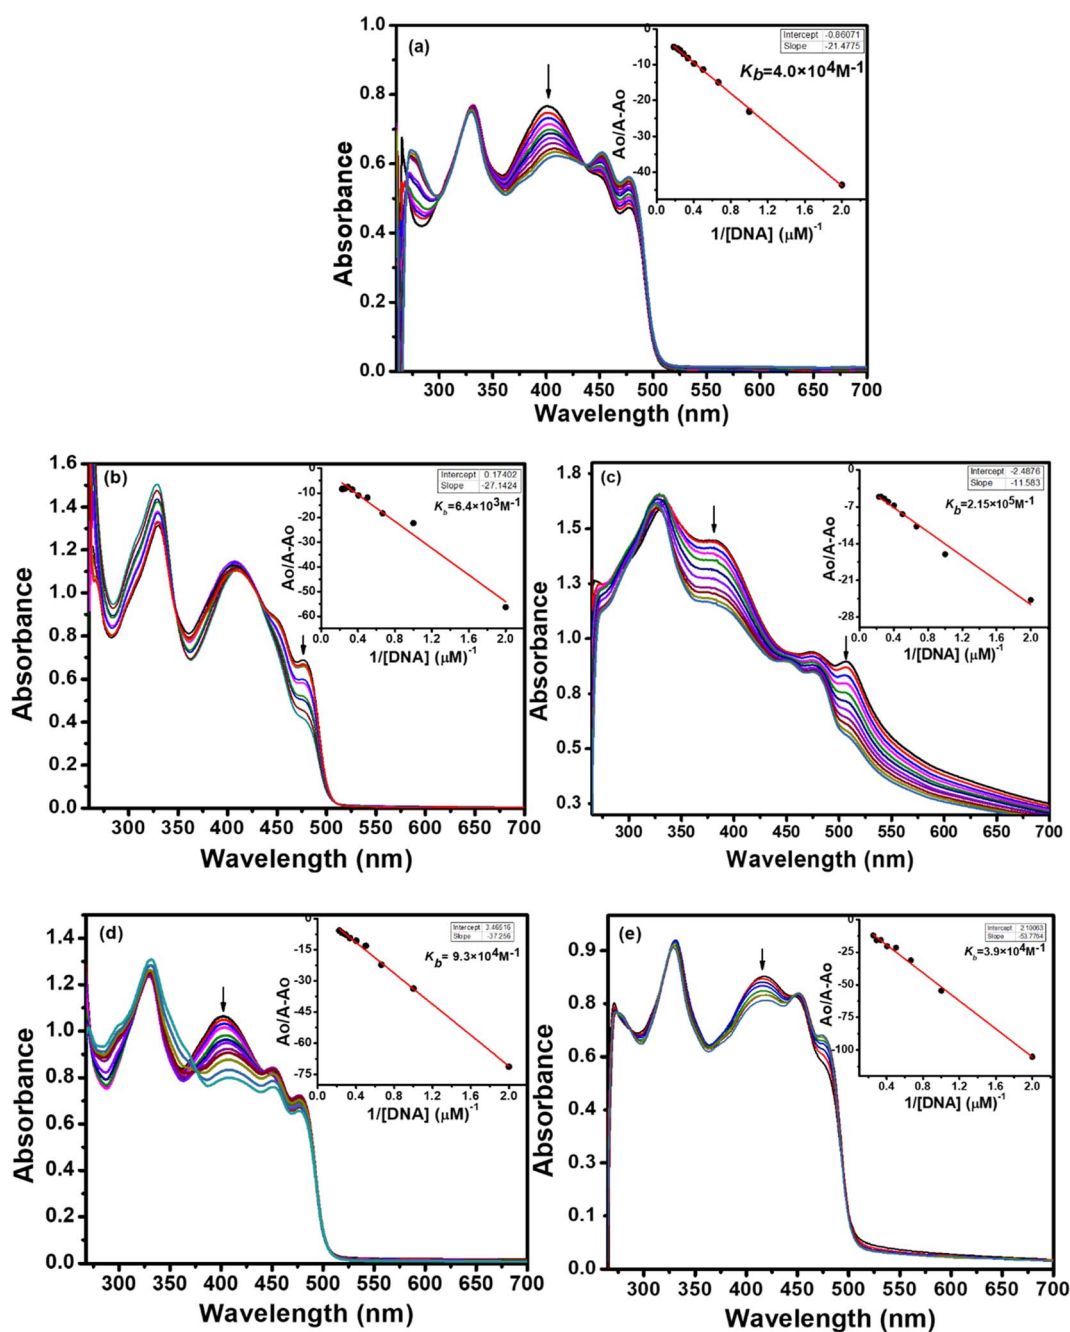 (a)
Intercept -0.86071
Slope -21.4775
Kb=4.0×10⁴M⁻¹
Ao/A-Ao
0
-10
-20
-30
-40
0.0 0.4 0.8 1.2 1.6 2.0
1/[DNA] (μM)⁻¹
Absorbance
1.0
0.8
0.6
0.4
0.2
0.0
300 350 400 450 500 550 600 650 700
Wavelength (nm)
(b)
Intercept 0.17402
Slope -27.1424
Kb=6.4×10³M⁻¹
Ao/A-Ao
0
-10
-20
-30
-40
-50
-60
0.0 0.4 0.8 1.2 1.6 2.0
1/[DNA] (μM)⁻¹
Absorbance
1.6
1.4
1.2
1.0
0.8
0.6
0.4
0.2
0.0
300 350 400 450 500 550 600 650 700
Wavelength (nm)
(c)
Intercept -2.4876
Slope -11.583
Kb=2.15×10⁵M⁻¹
Ao/A-Ao
0
-7
-14
-21
-28
0.0 0.4 0.8 1.2 1.6 2.0
1/[DNA] (μM)⁻¹
Absorbance
1.8
1.5
1.3
1.0
0.8
0.5
0.3
300 350 400 450 500 550 600 650 700
Wavelength (nm)
(d)
Intercept 3.46516
Slope -37.256
Kb= 9.3×10⁴M⁻¹
Ao/A-Ao
0
-15
-30
-45
-60
-75
0.0 0.4 0.8 1.2 1.6 2.0
1/[DNA] (μM)⁻¹
Absorbance
1.4
1.2
1.0
0.8
0.6
0.4
0.2
0.0
300 350 400 450 500 550 600 650 700
Wavelength (nm)
(e)
Intercept 2.10063
Slope -53.7764
Kb=3.9×10⁴M⁻¹
Ao/A-Ao
0
-25
-50
-75
-100
0.0 0.4 0.8 1.2 1.6 2.0
1/[DNA] (μM)⁻¹
Absorbance
0.9
0.8
0.6
0.5
0.3
0.1
0.0
300 350 400 450 500 550 600 650 700
Wavelength (nm)